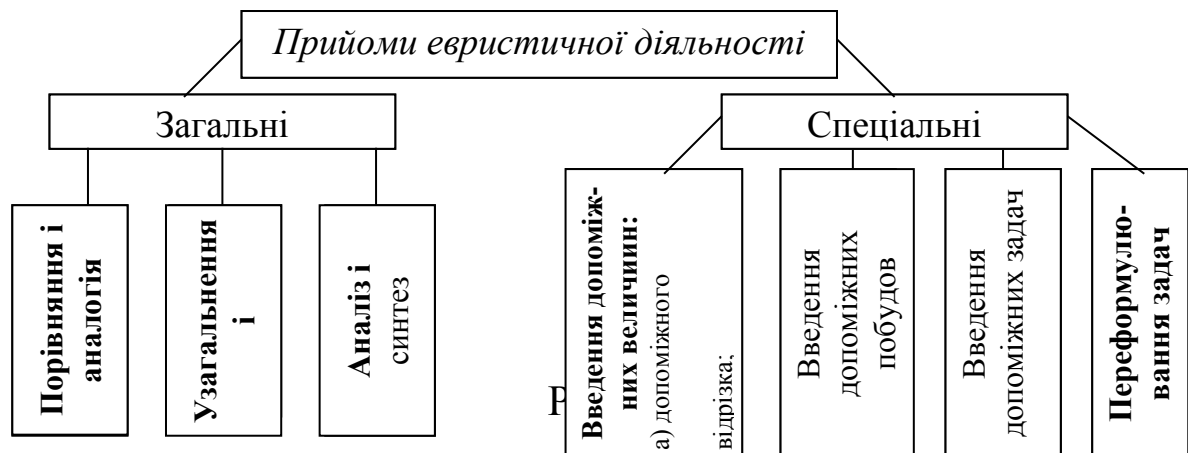 Прийоми евристичної діяльності
Загальні
Спеціальні
Порівняння і
аналогія
Узагальнення
і
Аналіз і
синтез
Введення допоміж-
них величиин:
а) допоміжного
відрізка;
Введення
допоміжних
побудов
Введення
допоміжних задач
Переформулю-
вання задач
Р